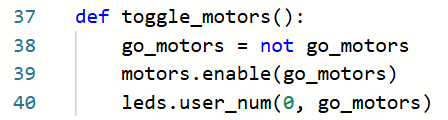 37 def toggle_motors():
38     go_motors = not go_motors
39     motors.enable(go_motors)
40     leds.user_num(0, go_motors)